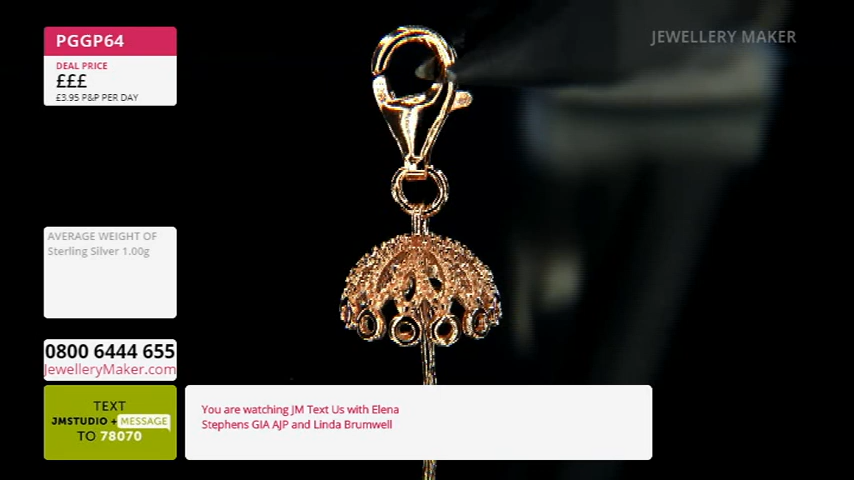 PGGP64
DEAL PRICE
£££
£3.95 P&P PER DAY
JEWELLERY MAKER
AVERAGE WEIGHT OF
Sterling Silver 1.00g
0800 6444 655
JewelleryMaker.com
TEXT
JMSTUDIO + MESSAGE
TO 78070
You are watching JM Text Us with Elena
Stephens GIA AJP and Linda Brumwell